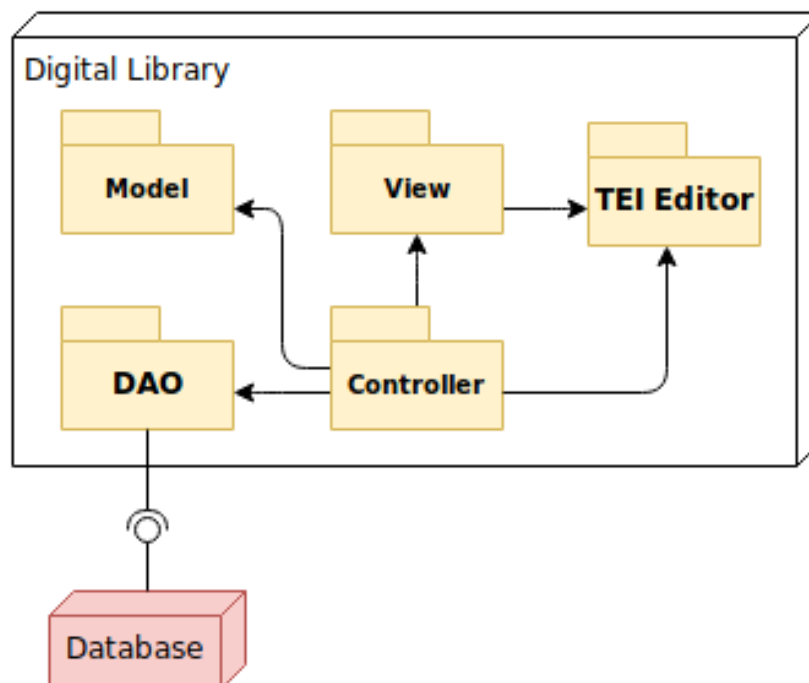 Digital Library
Model
View
TEI Editor
DAO
Controller
Database